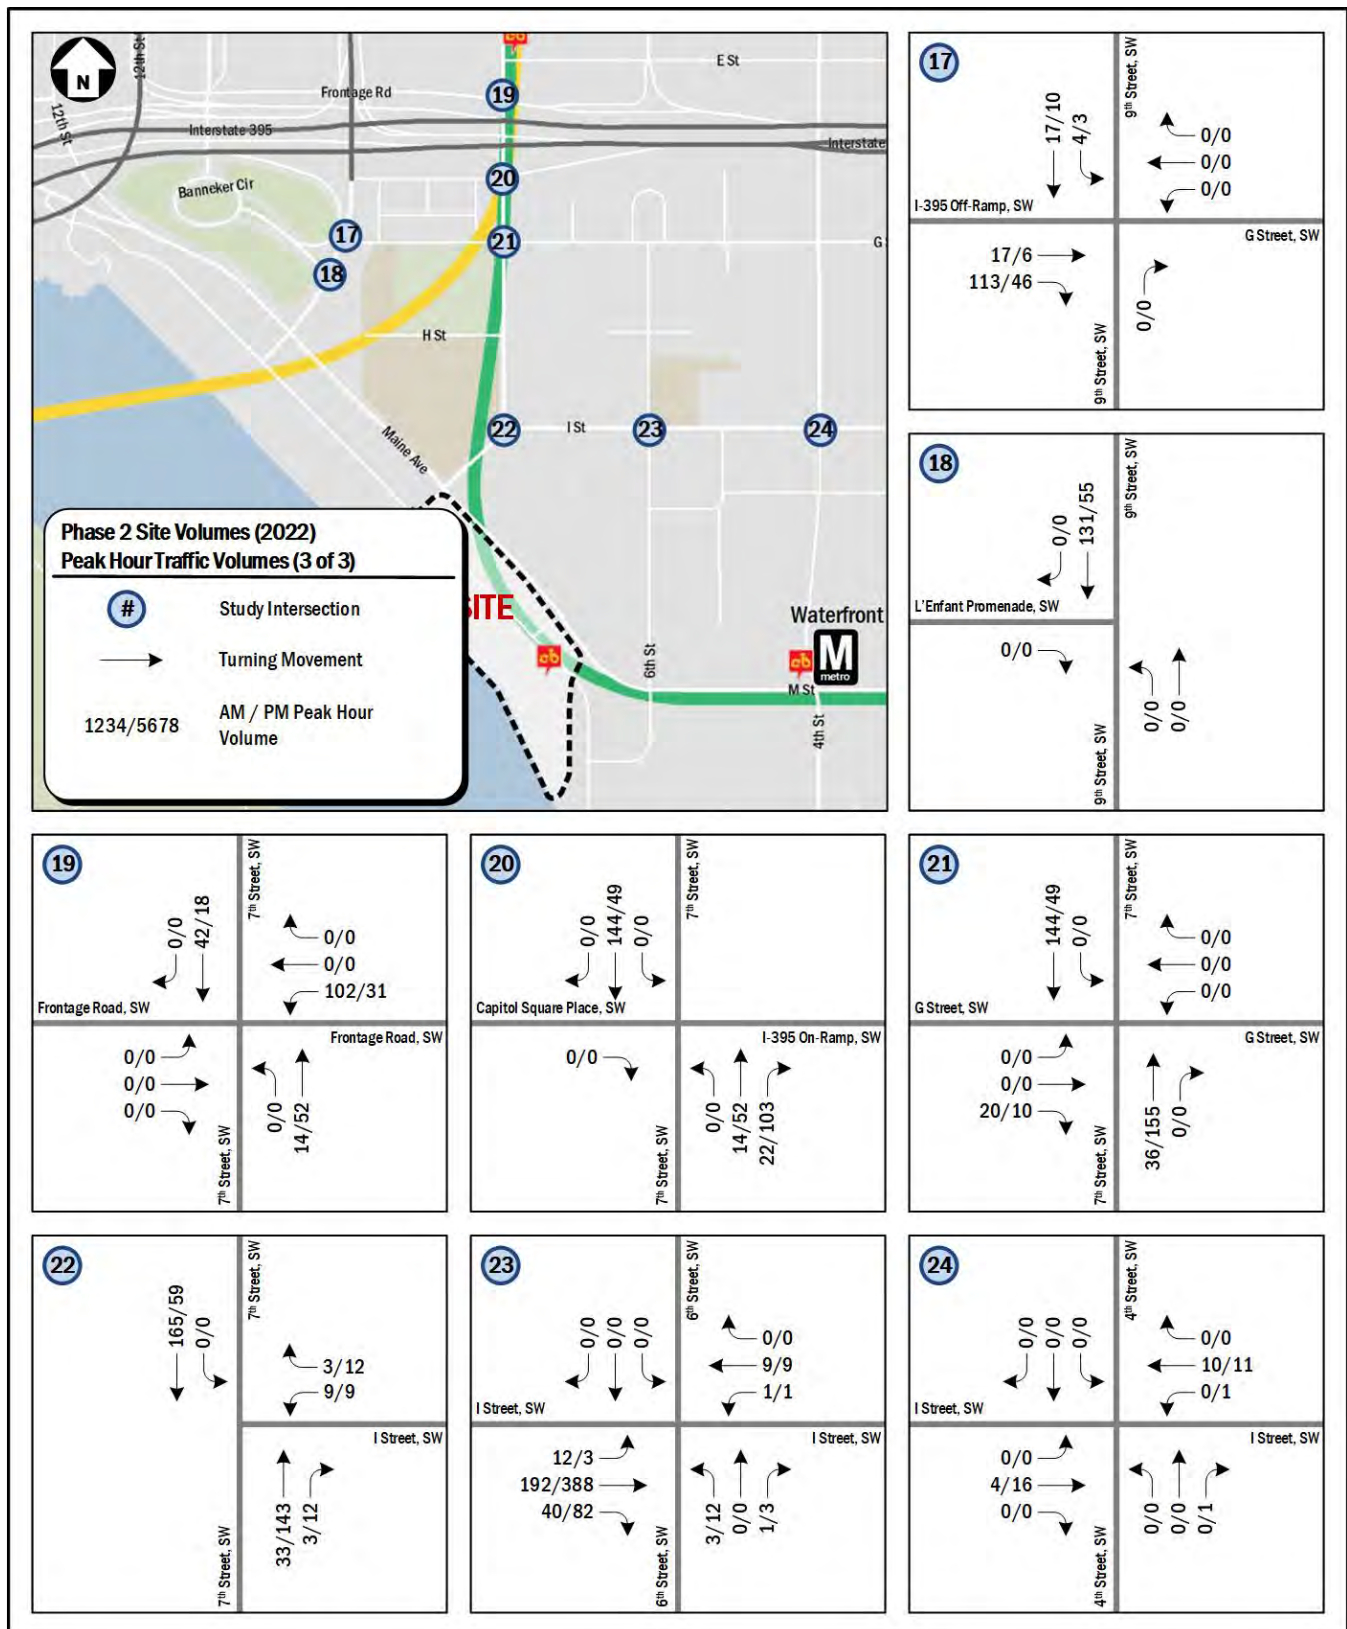 N
12th St
12th St
Frontage Rd
E St
19
Interstate 395
Interstate
Banneker Cir
20
17
21
G
18
H St
22
I St
23
24
Maine Ave
Phase 2 Site Volumes (2022)
Peak Hour Traffic Volumes (3 of 3)
# Study Intersection
Turning Movement
1234/5678 AM / PM Peak Hour
Volume
SITE
Waterfront
M
metro
cb
cb
cb
M St
6th St
4th St
17
9th Street, SW
17/10
4/3
0/0
0/0
0/0
I-395 Off-Ramp, SW
G Street, SW
17/6
113/46
0/0
9th Street, SW
18
9th Street, SW
0/0
131/55
L'Enfant Promenade, SW
0/0
0/0
0/0
9th Street, SW
19
7th Street, SW
0/0
42/18
0/0
0/0
102/31
Frontage Road, SW
Frontage Road, SW
0/0
0/0
0/0
0/0
14/52
7th Street, SW
20
7th Street, SW
0/0
144/49
0/0
Capitol Square Place, SW
I-395 On-Ramp, SW
0/0
0/0
14/52
22/103
7th Street, SW
21
7th Street, SW
144/49
0/0
0/0
0/0
0/0
G Street, SW
G Street, SW
0/0
0/0
20/10
36/155
0/0
7th Street, SW
22
7th Street, SW
165/59
0/0
3/12
9/9
I Street, SW
33/143
3/12
7th Street, SW
23
6th Street, SW
0/0
0/0
0/0
0/0
9/9
1/1
I Street, SW
I Street, SW
12/3
192/388
40/82
3/12
0/0
1/3
6th Street, SW
24
4th Street, SW
0/0
0/0
0/0
0/0
10/11
0/1
I Street, SW
I Street, SW
0/0
4/16
0/0
0/0
0/0
0/1
4th Street, SW